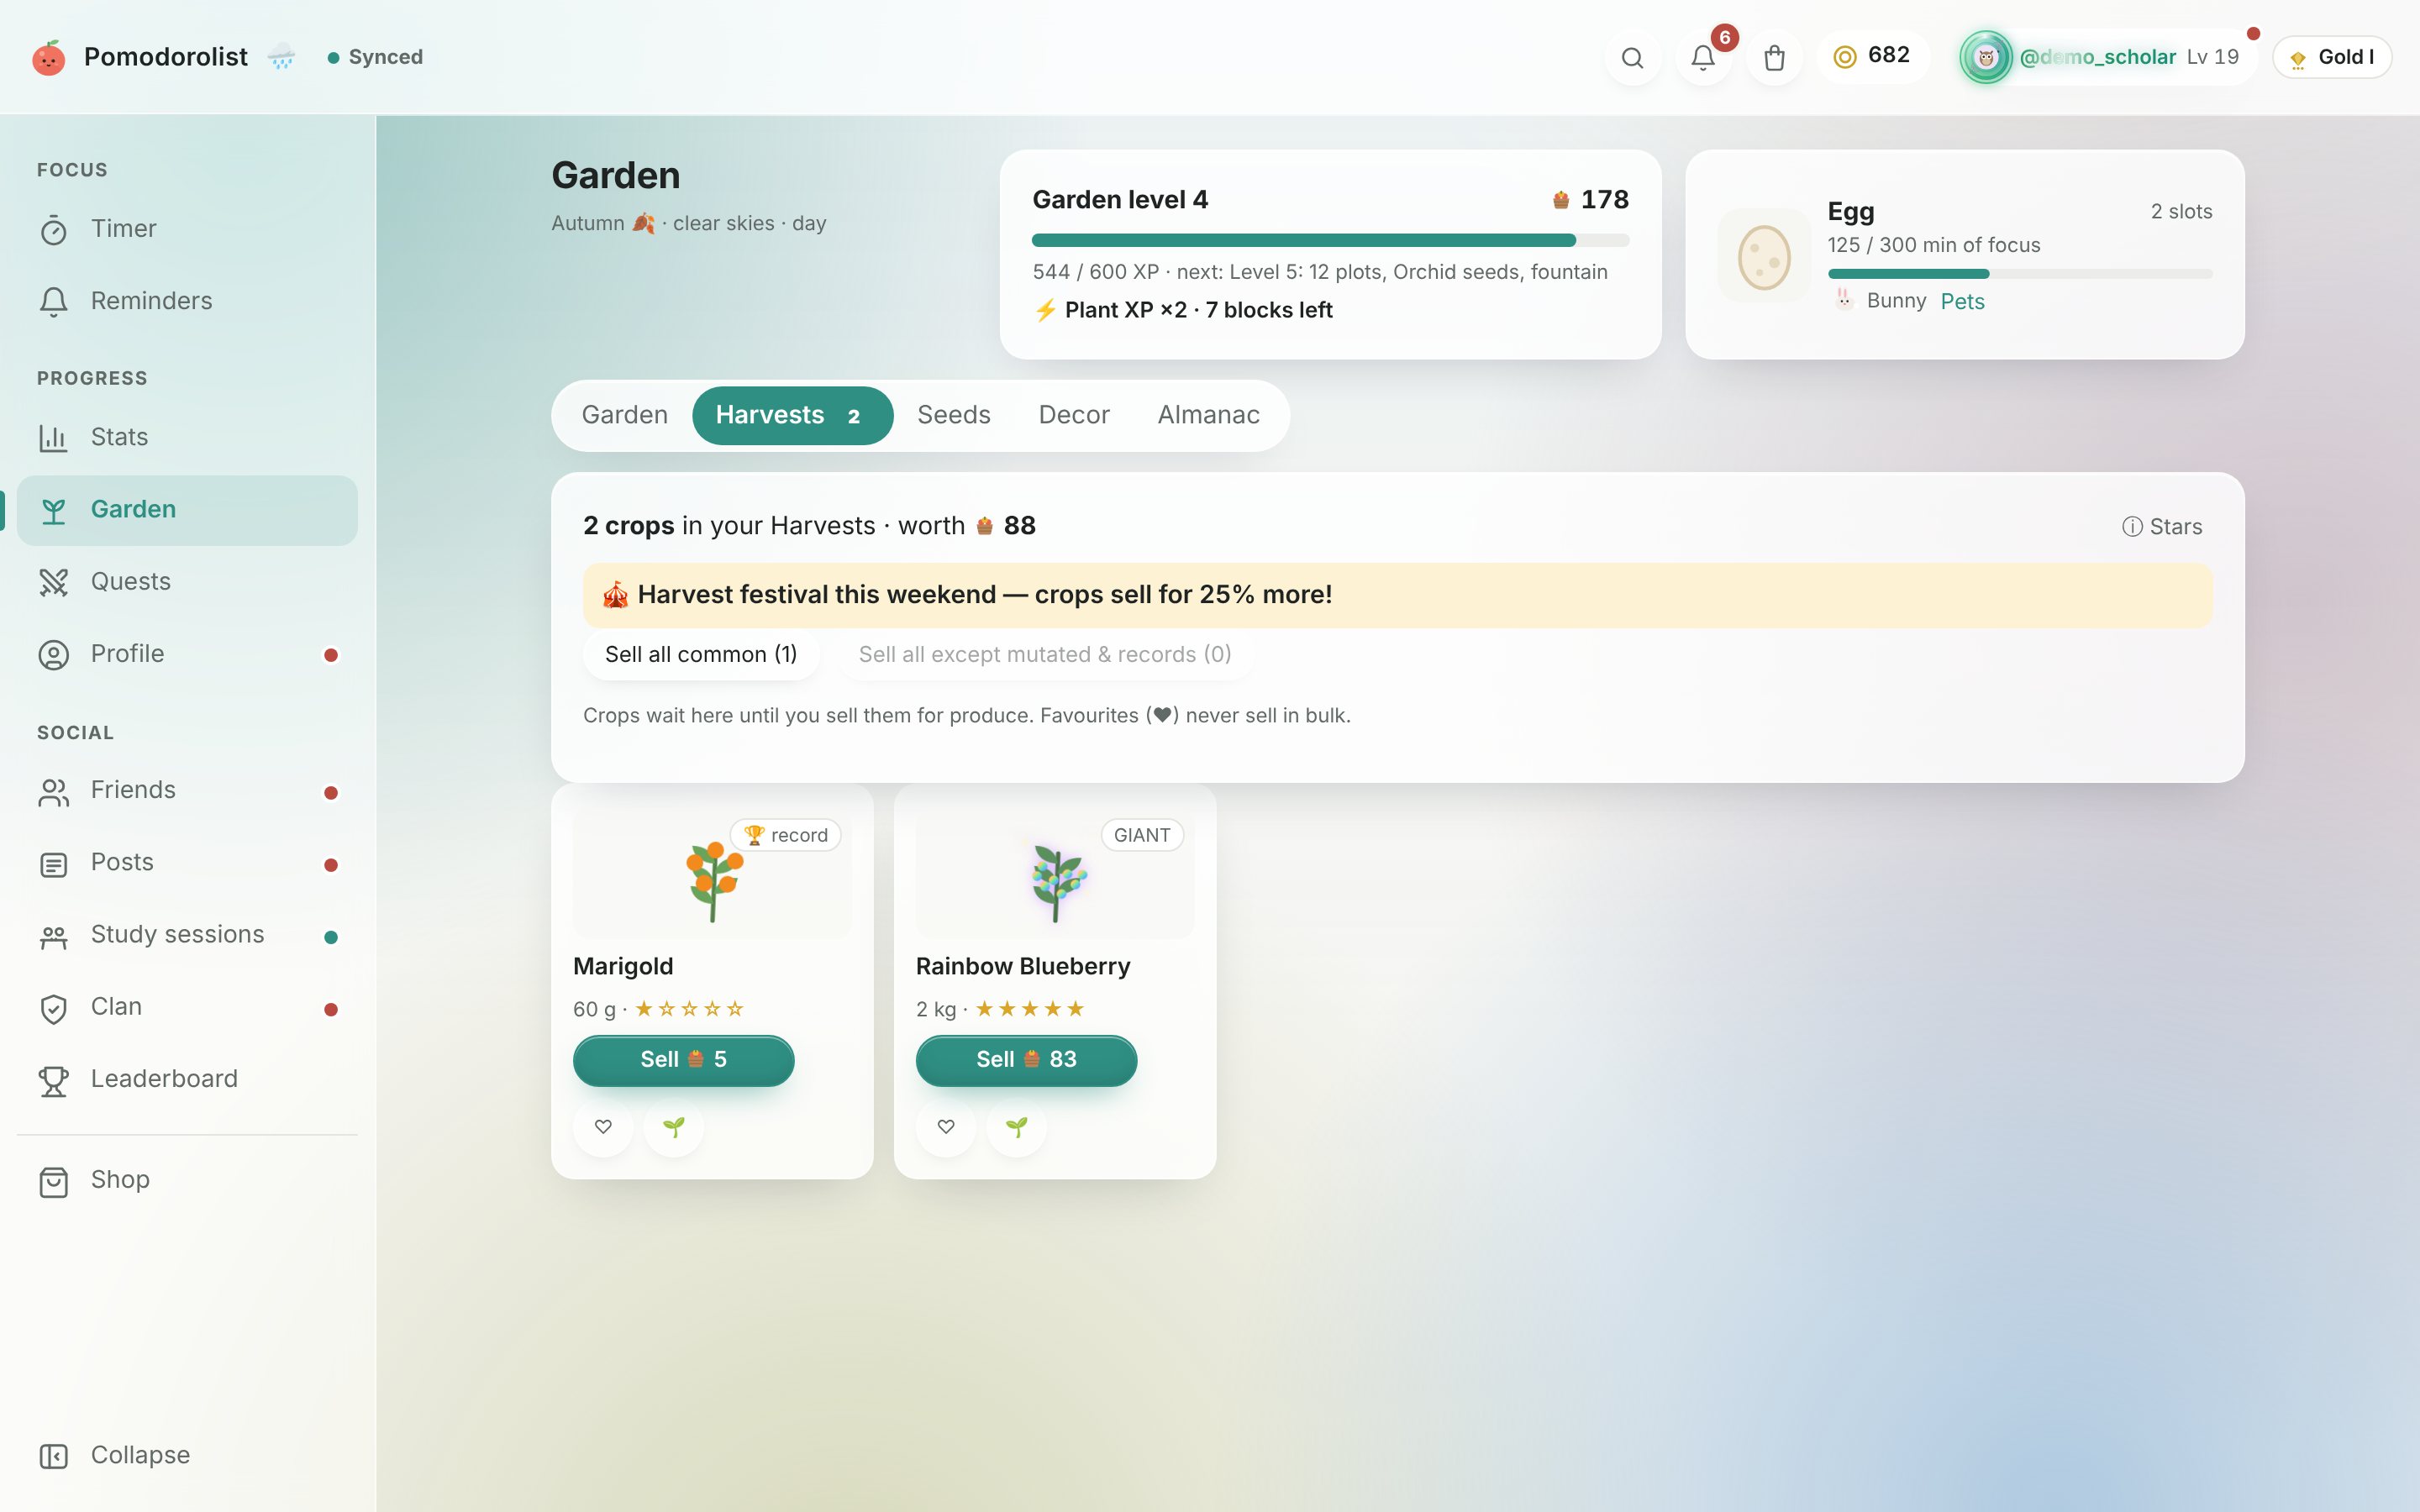 Pomodorolist
Synced
6
682
@demo_scholar Lv 19
Gold I
FOCUS
Timer
Reminders
PROGRESS
Stats
Garden
Quests
Profile
SOCIAL
Friends
Posts
Study sessions
Clan
Leaderboard
Shop
Collapse
Garden
Autumn 🍂 · clear skies · day
Garden level 4
178
544 / 600 XP · next: Level 5: 12 plots, Orchid seeds, fountain
⚡ Plant XP ×2 · 7 blocks left
Egg
2 slots
125 / 300 min of focus
Bunny Pets
Garden
Harvests 2
Seeds
Decor
Almanac
2 crops in your Harvests · worth 88
ⓘ Stars
🎪 Harvest festival this weekend — crops sell for 25% more!
Sell all common (1)
Sell all except mutated & records (0)
Crops wait here until you sell them for produce. Favourites (♥) never sell in bulk.
🏆 record
Marigold
60 g · ★☆☆☆☆
Sell 5
♡
GIANT
Rainbow Blueberry
2 kg · ★★★★★
Sell 83
♡